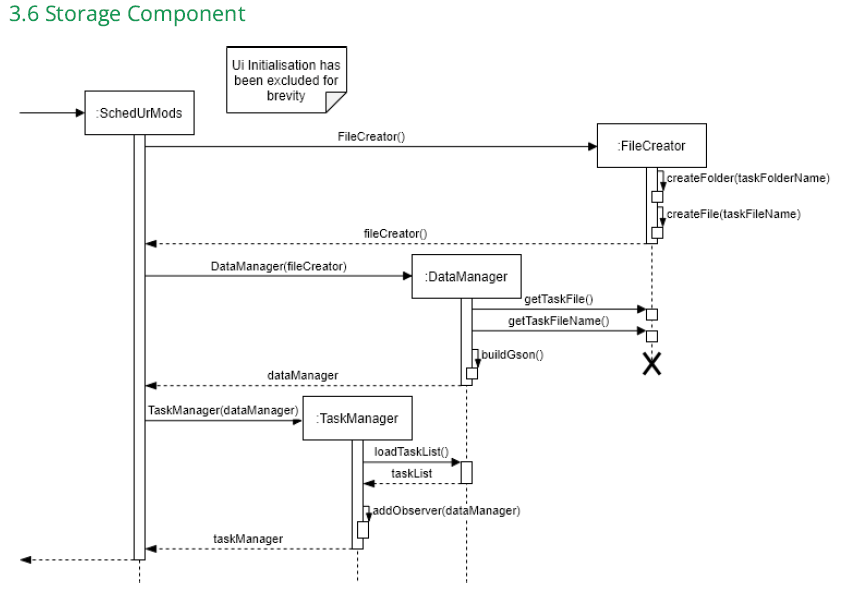 3.6 Storage Component
Ui Initialisation has
been excluded for
brevity
:SchedUrMods
FileCreator()
:FileCreator
createFolder(taskFolderName)
createFile(taskFileName)
fileCreator()
DataManager(fileCreator)
:DataManager
getTaskFile()
getTaskFileName()
buildGson()
dataManager
TaskManager(dataManager)
:TaskManager
loadTaskList()
taskList
addObserver(dataManager)
taskManager